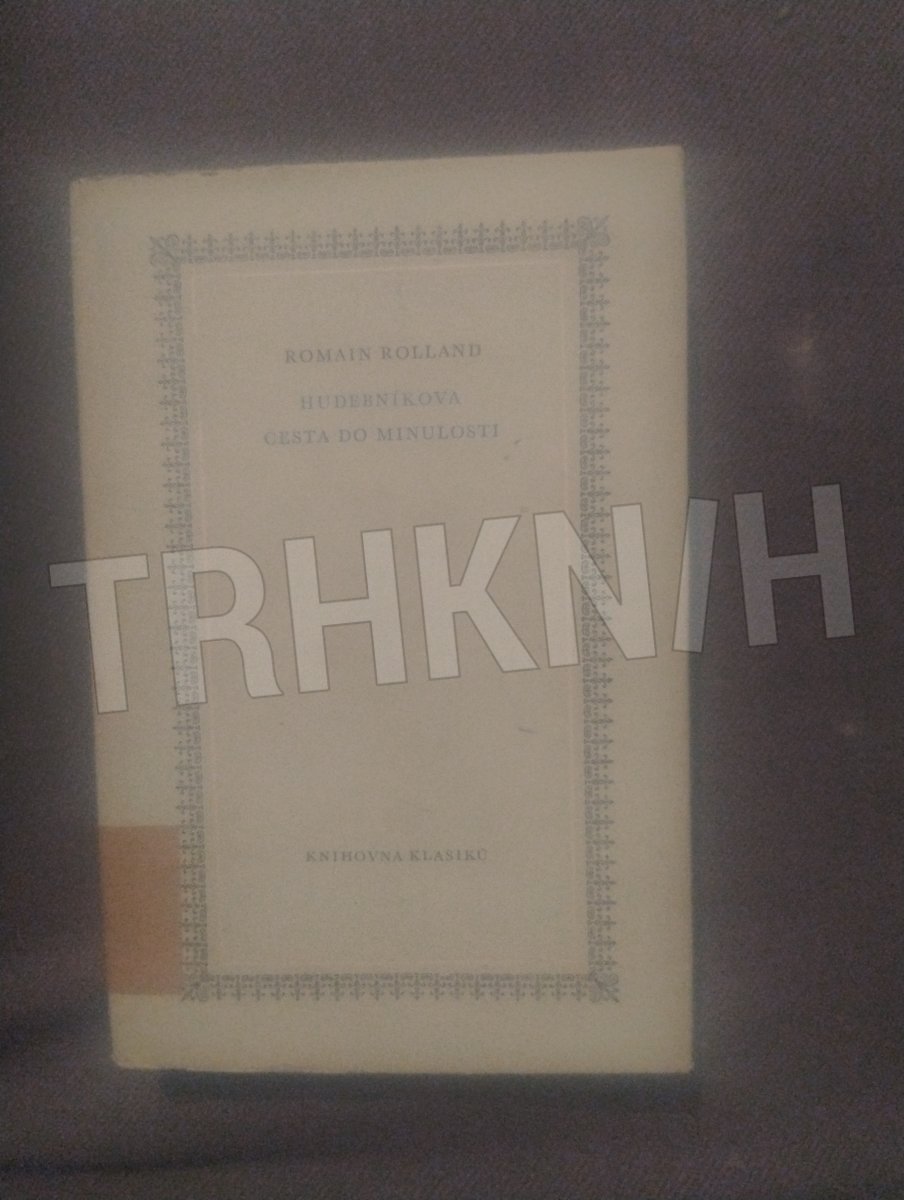 ROMAIN ROLLAND
HUDEBNÍKOVA
CESTA DO MINULOSTI
TRHKNIH
KNIHOVNA KLASIKŮ